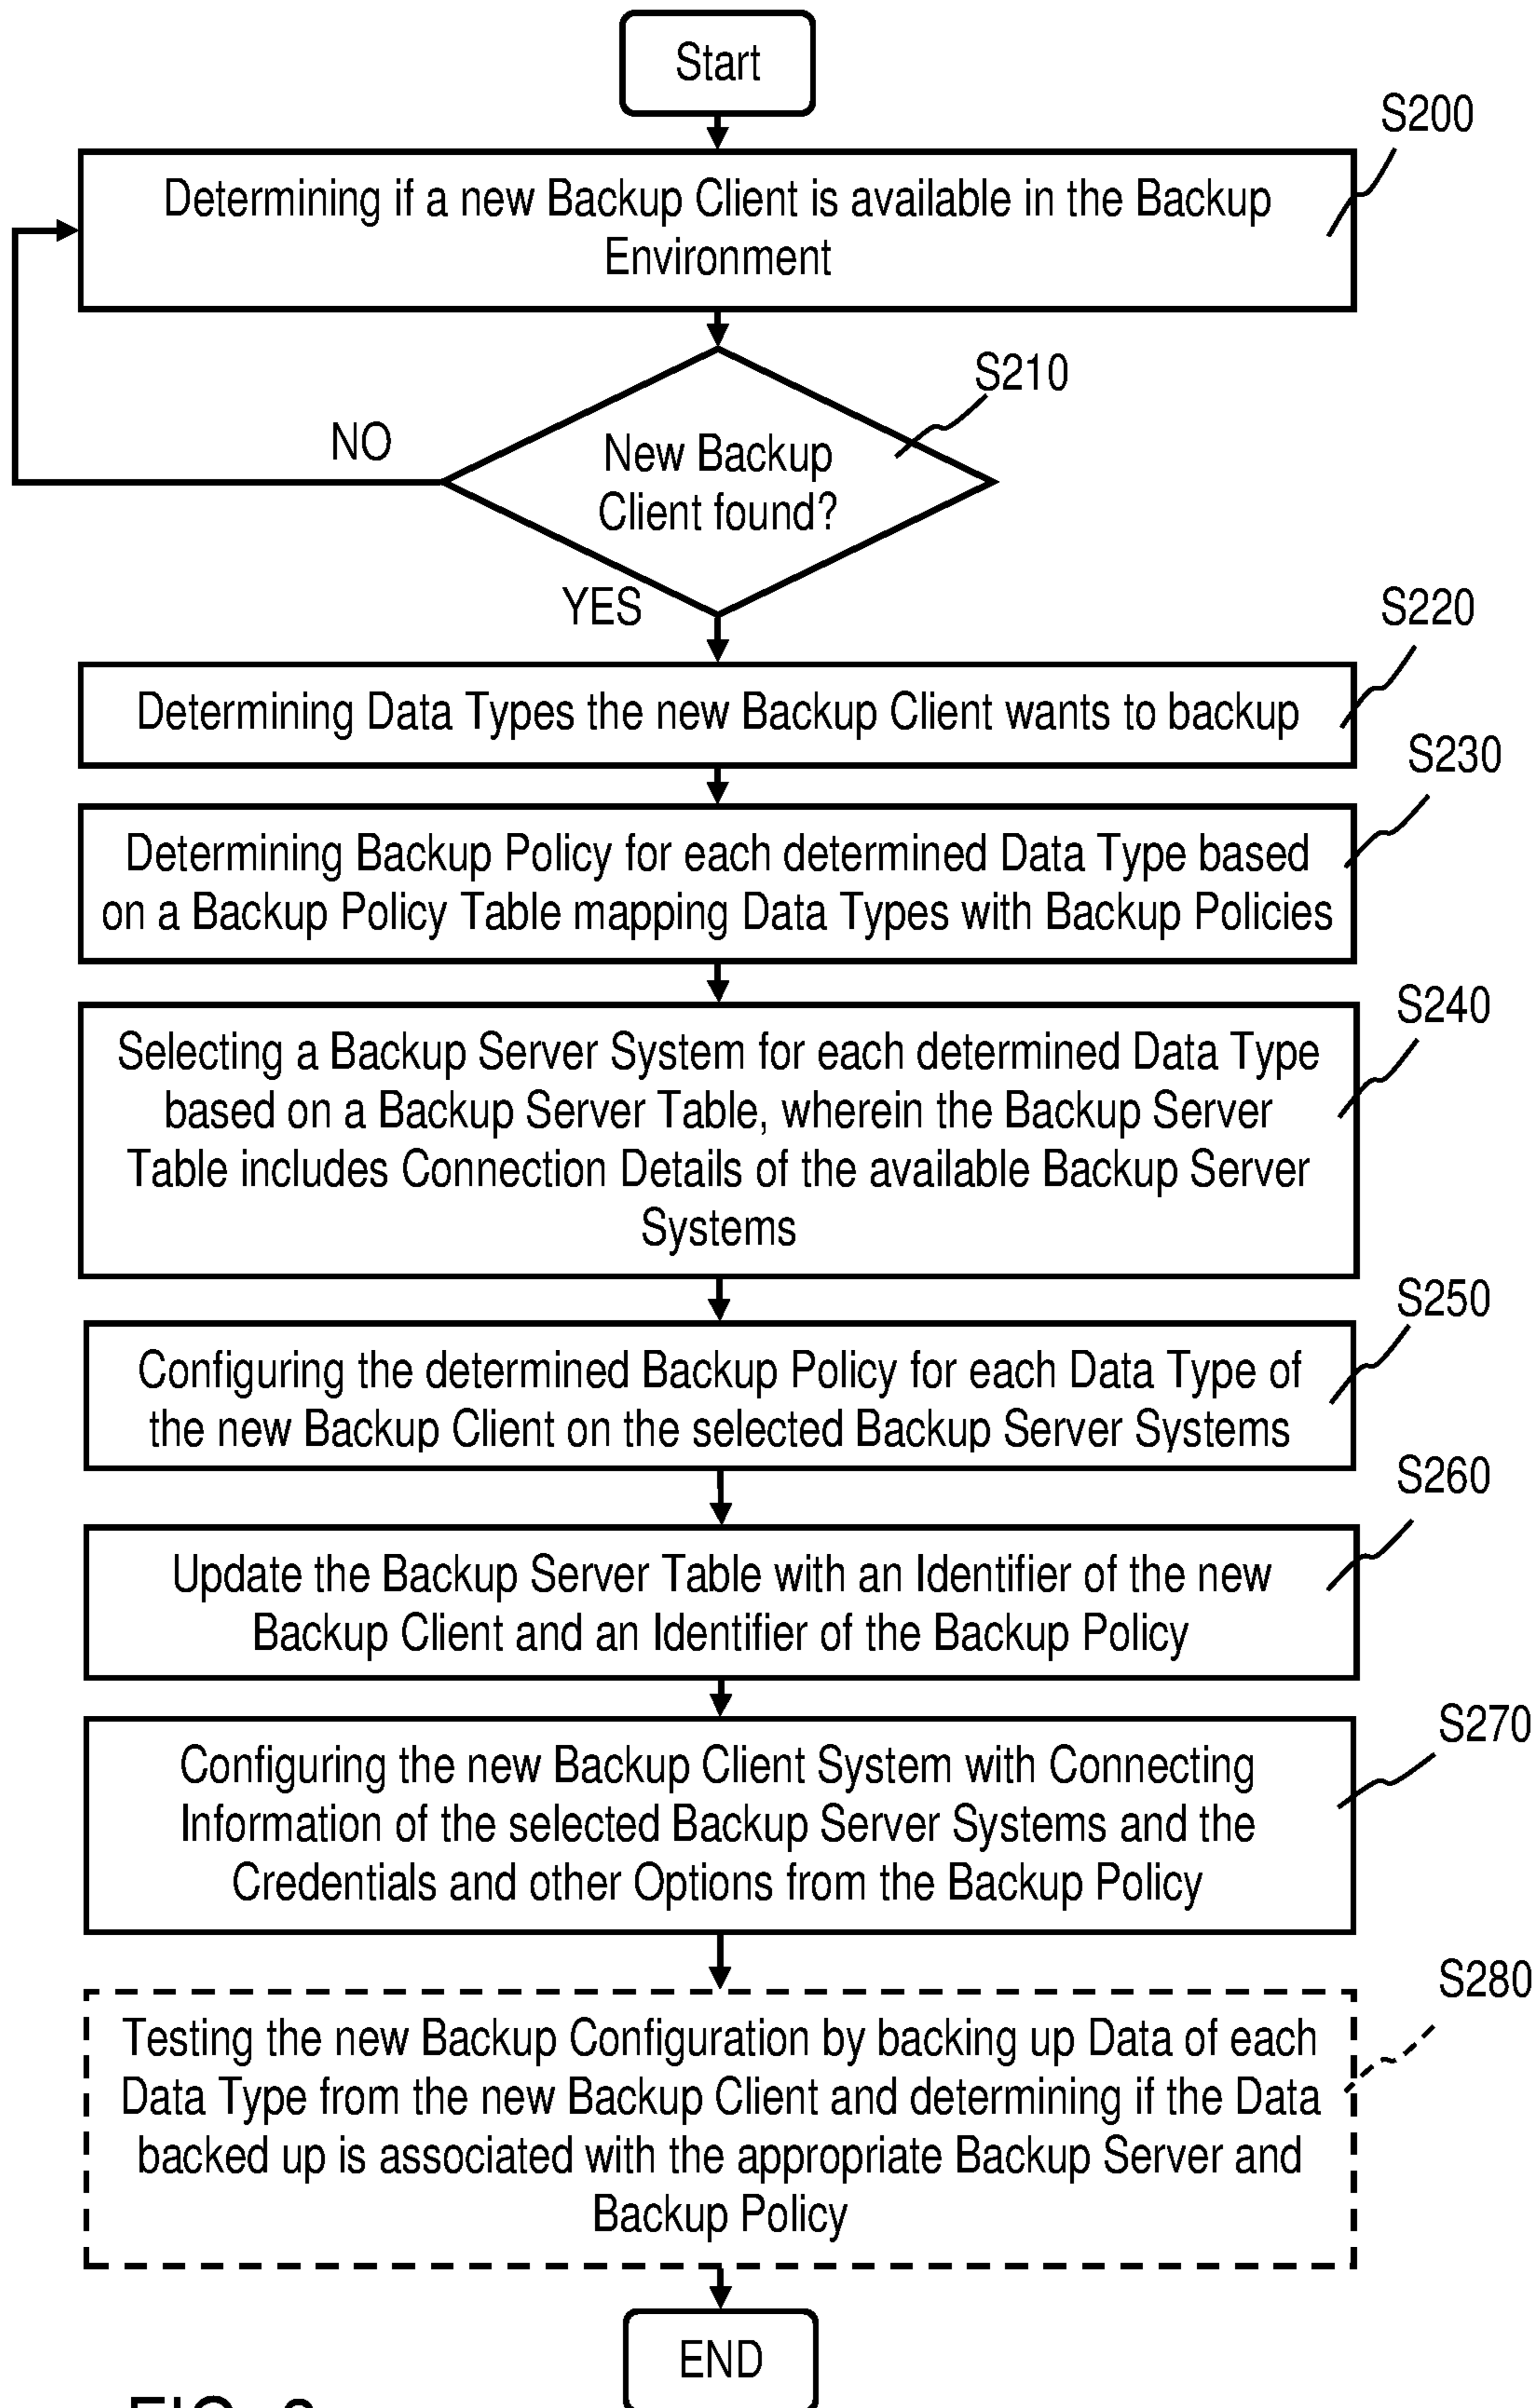 Start
S200
Determining if a new Backup Client is available in the Backup
Environment
S210
NO
New Backup
Client found?
YES
S220
Determining Data Types the new Backup Client wants to backup
S230
Determining Backup Policy for each determined Data Type based
on a Backup Policy Table mapping Data Types with Backup Policies
S240
Selecting a Backup Server System for each determined Data Type
based on a Backup Server Table, wherein the Backup Server
Table includes Connection Details of the available Backup Server
Systems
S250
Configuring the determined Backup Policy for each Data Type of
the new Backup Client on the selected Backup Server Systems
S260
Update the Backup Server Table with an Identifier of the new
Backup Client and an Identifier of the Backup Policy
S270
Configuring the new Backup Client System with Connecting
Information of the selected Backup Server Systems and the
Credentials and other Options from the Backup Policy
S280
Testing the new Backup Configuration by backing up Data of each
Data Type from the new Backup Client and determining if the Data
backed up is associated with the appropriate Backup Server and
Backup Policy
END
FIG.